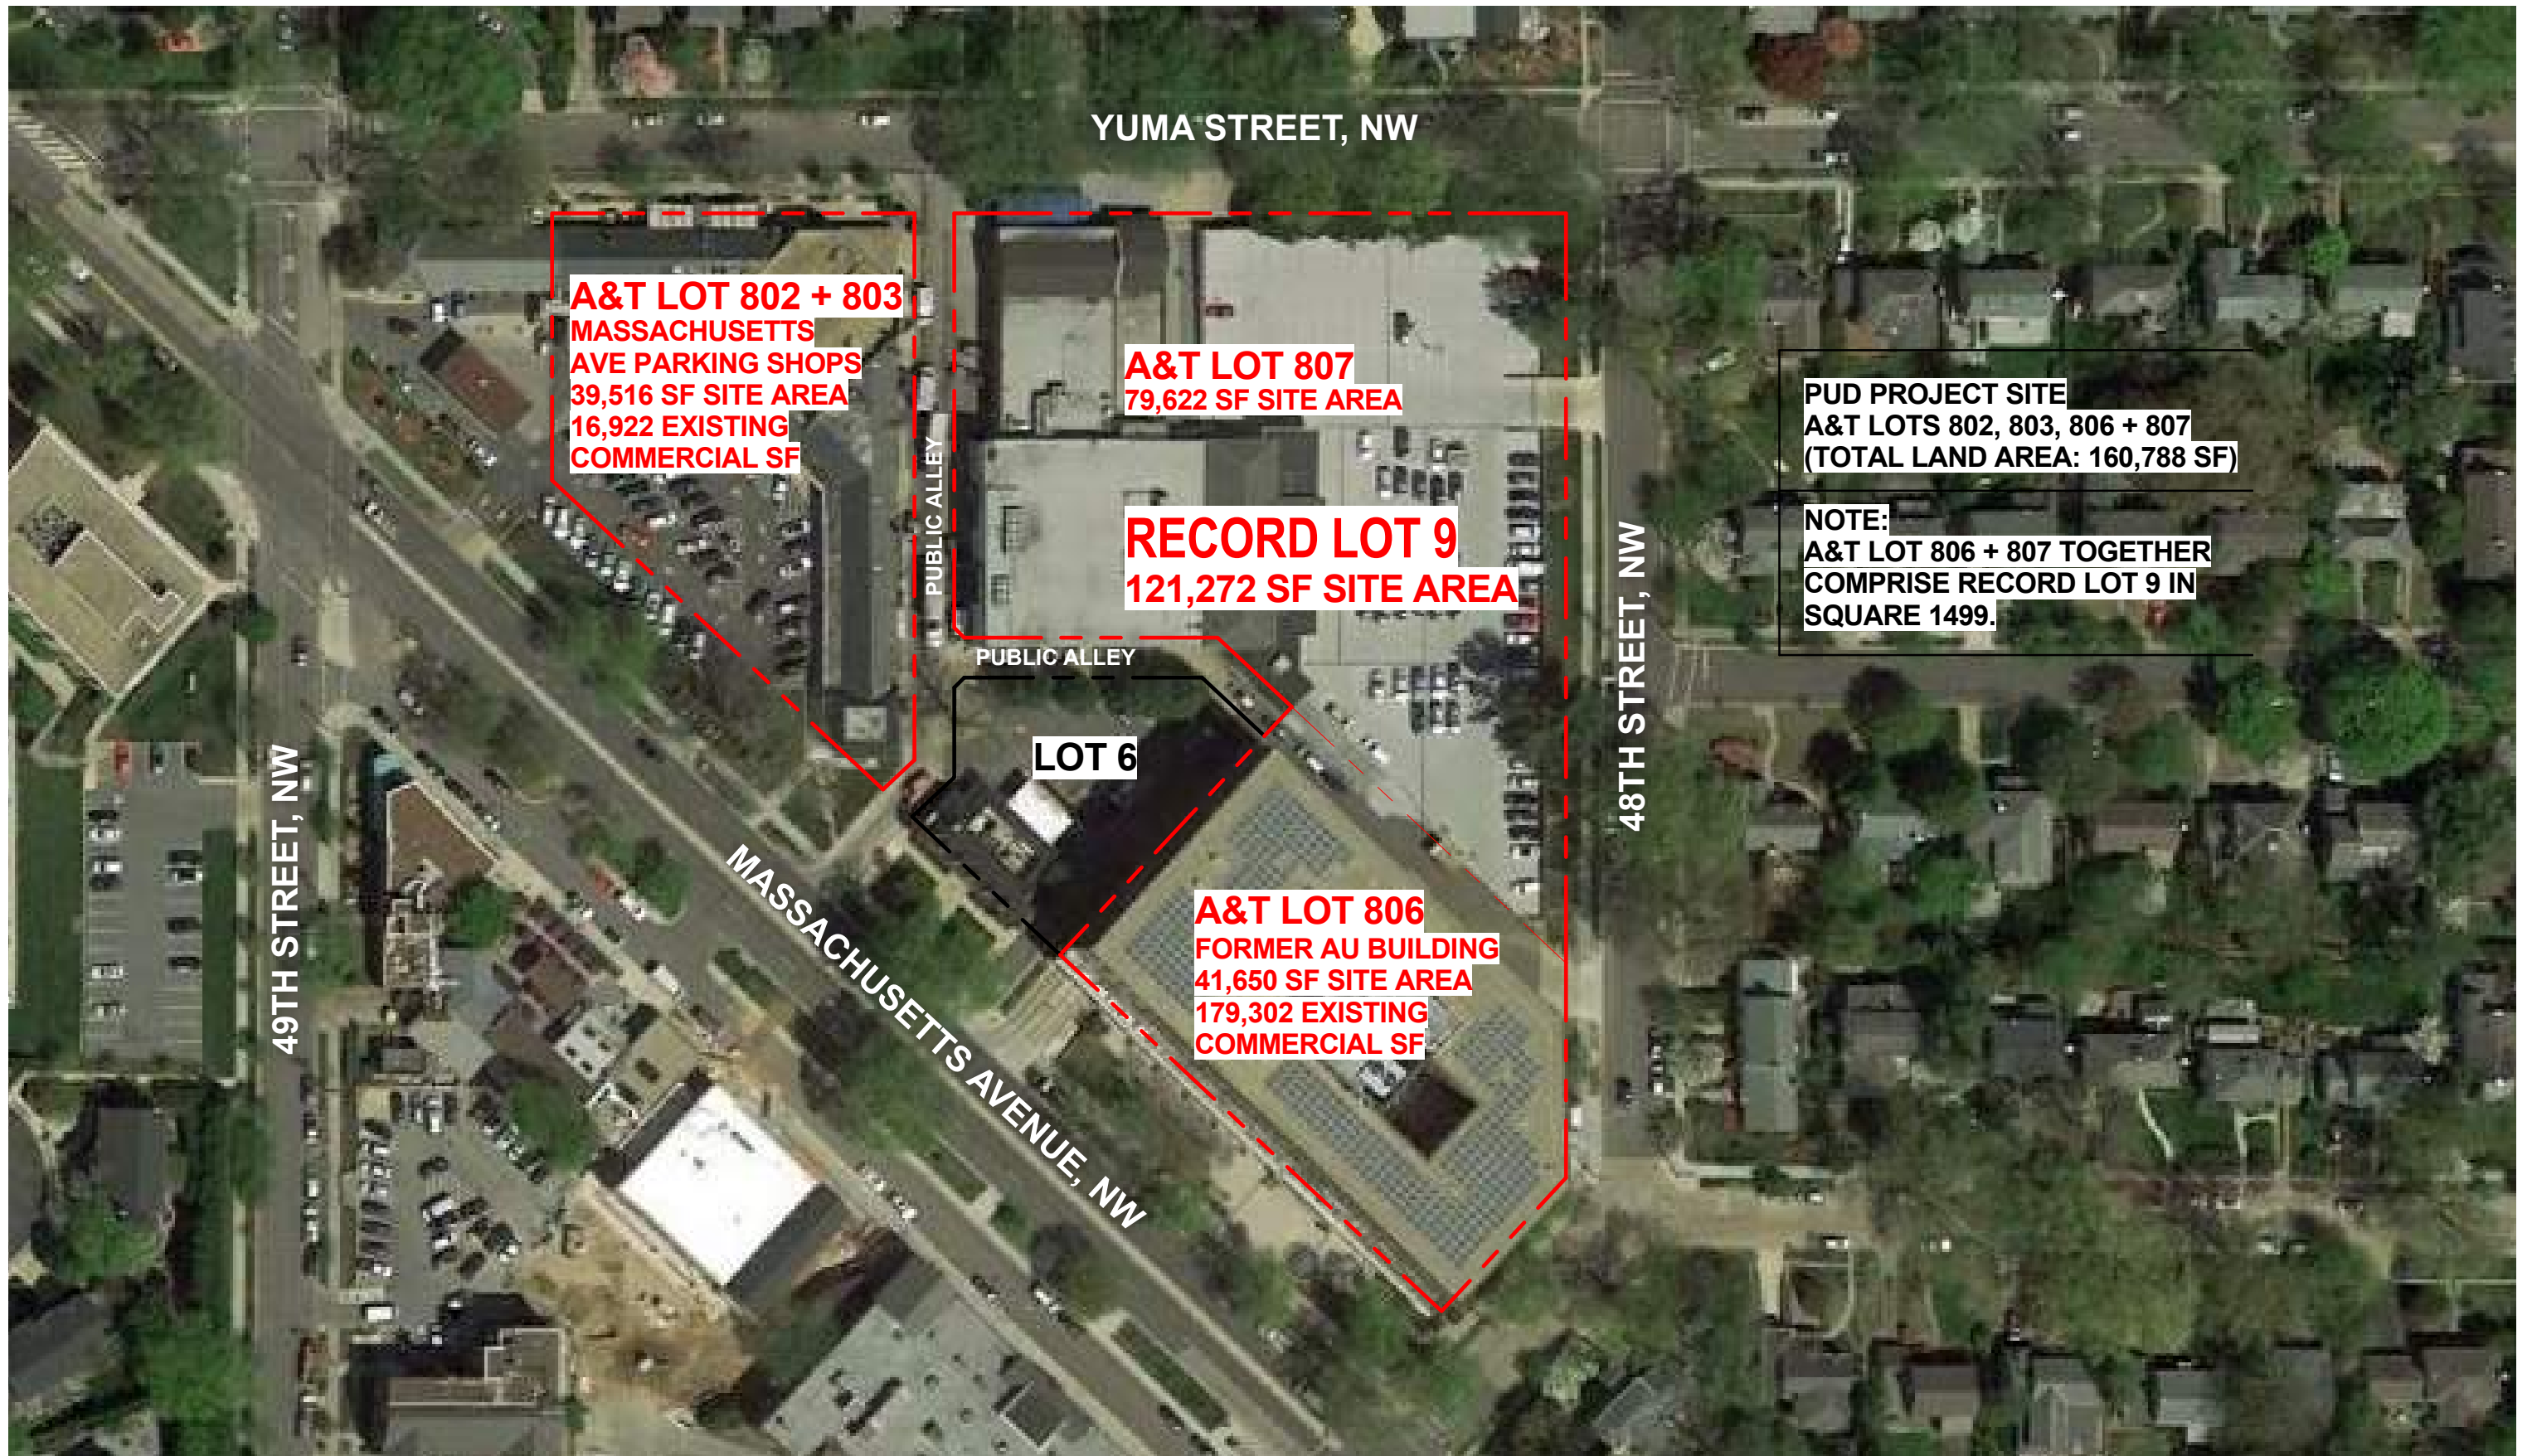 YUMA STREET, NW
A&T LOT 802 + 803
MASSACHUSETTS
AVE PARKING SHOPS
39,516 SF SITE AREA
16,922 EXISTING
COMMERCIAL SF
PUBLIC ALLEY
A&T LOT 807
79,622 SF SITE AREA
RECORD LOT 9
121,272 SF SITE AREA
PUBLIC ALLEY
LOT 6
A&T LOT 806
FORMER AU BUILDING
41,650 SF SITE AREA
179,302 EXISTING
COMMERCIAL SF
49TH STREET, NW
MASSACHUSETTS AVENUE, NW
48TH STREET, NW
PUD PROJECT SITE
A&T LOTS 802, 803, 806 + 807
(TOTAL LAND AREA: 160,788 SF)
NOTE:
A&T LOT 806 + 807 TOGETHER
COMPRISE RECORD LOT 9 IN
SQUARE 1499.